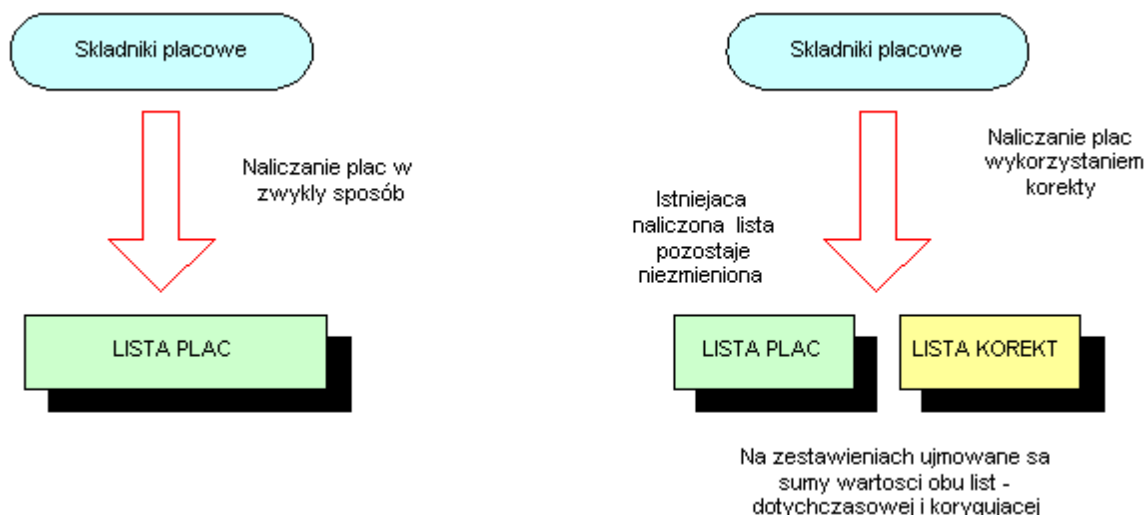 Skladniki placowe
Naliczanie plac w
zwykly sposób
LISTA PLAC
Skladniki placowe
Naliczanie plac
wykorzystaniem
korekty
Istniejaca
naliczona lista
pozostaje
niezmieniona
LISTA PLAC
LISTA KOREKT
Na zestawieniach ujmowane sa
sumy wartosci obu list -
dotychczasowej i korygujacej